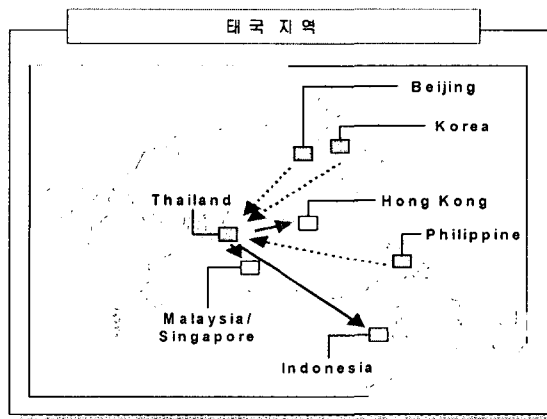 태국 지역
Beijing
Korea
Thailand
Hong Kong
Philippine
Malaysia/
Singapore
Indonesia